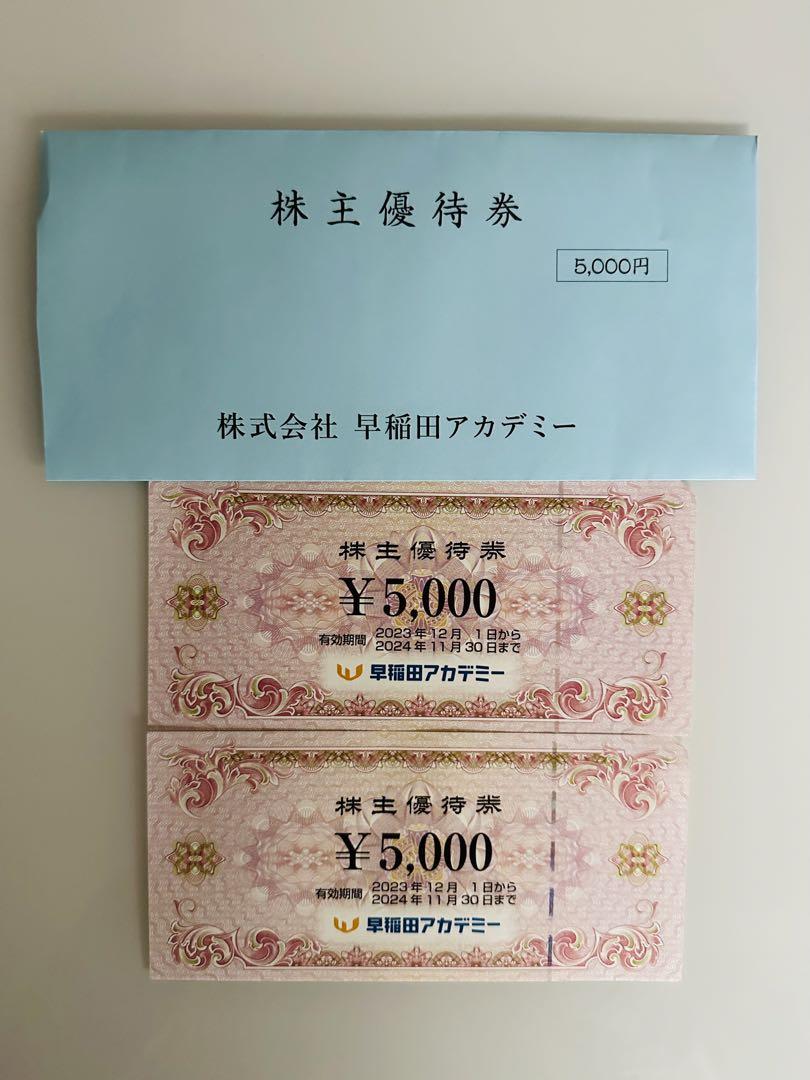 株主優待券
5,000円
株式会社 早稲田アカデミー
株主優待券
¥5,000
有効期間 2023年12月 1日から
2024年11月30日まで
早稲田アカデミー
株主優待券
¥5,000
有効期間 2023年12月 1日から
2024年11月30日まで
早稲田アカデミー